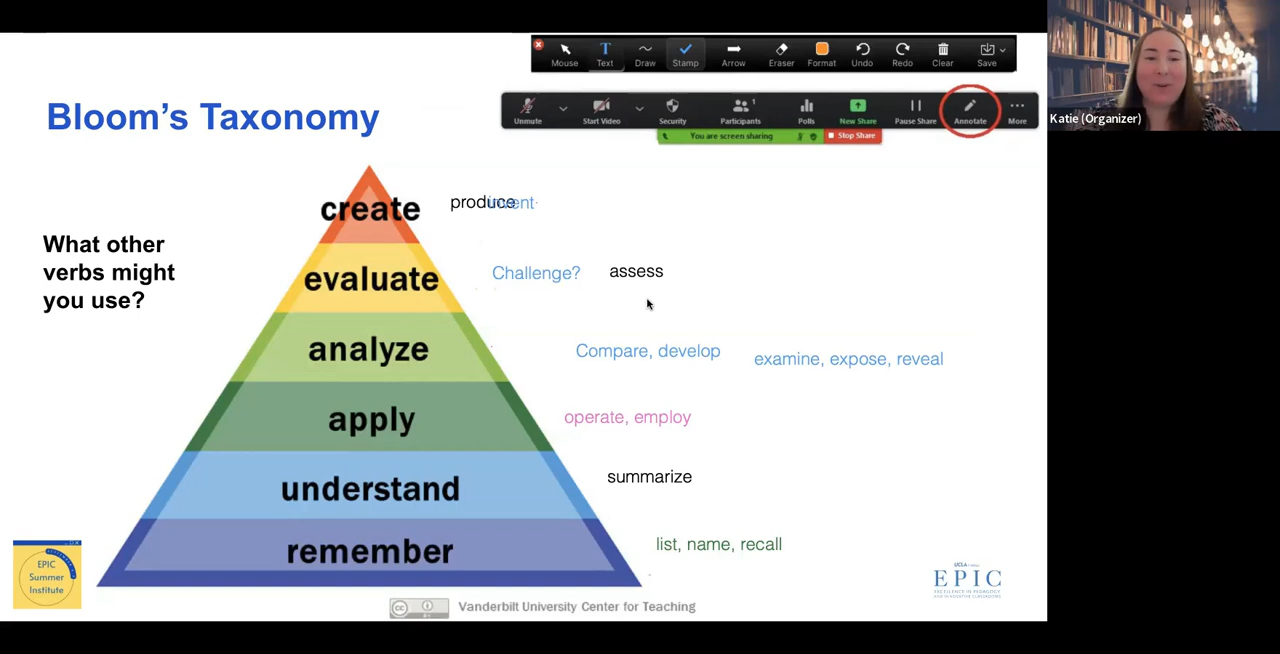 Mouse Text Draw Stamp Arrow Eraser Format Undo Redo Clear Save
Unmute Start Video Security Participants 1 Polls New Share Pause Share Annotate More
You are screen sharing Stop Share
Katie (Organizer)
Bloom's Taxonomy
What other
verbs might
you use?
create produce invent
evaluate Challenge? assess
analyze Compare, develop examine, expose, reveal
apply operate, employ
understand summarize
remember list, name, recall
EPIC
Summer
Institute
UCLA
EPIC
EXCELLENCE IN PEDAGOGY
AND INNOVATIVE CLASSROOMS
cc
Vanderbilt University Center for Teaching